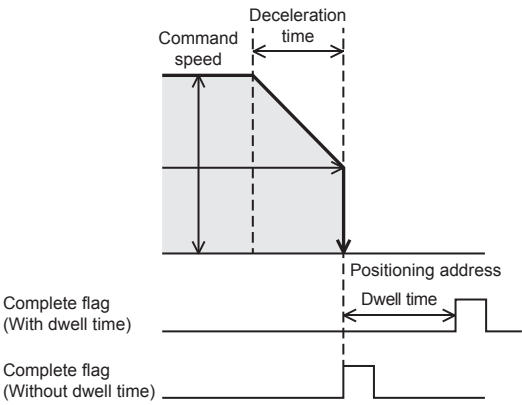 Deceleration
time
Command
speed
Positioning address
Dwell time
Complete flag
(With dwell time)
Complete flag
(Without dwell time)